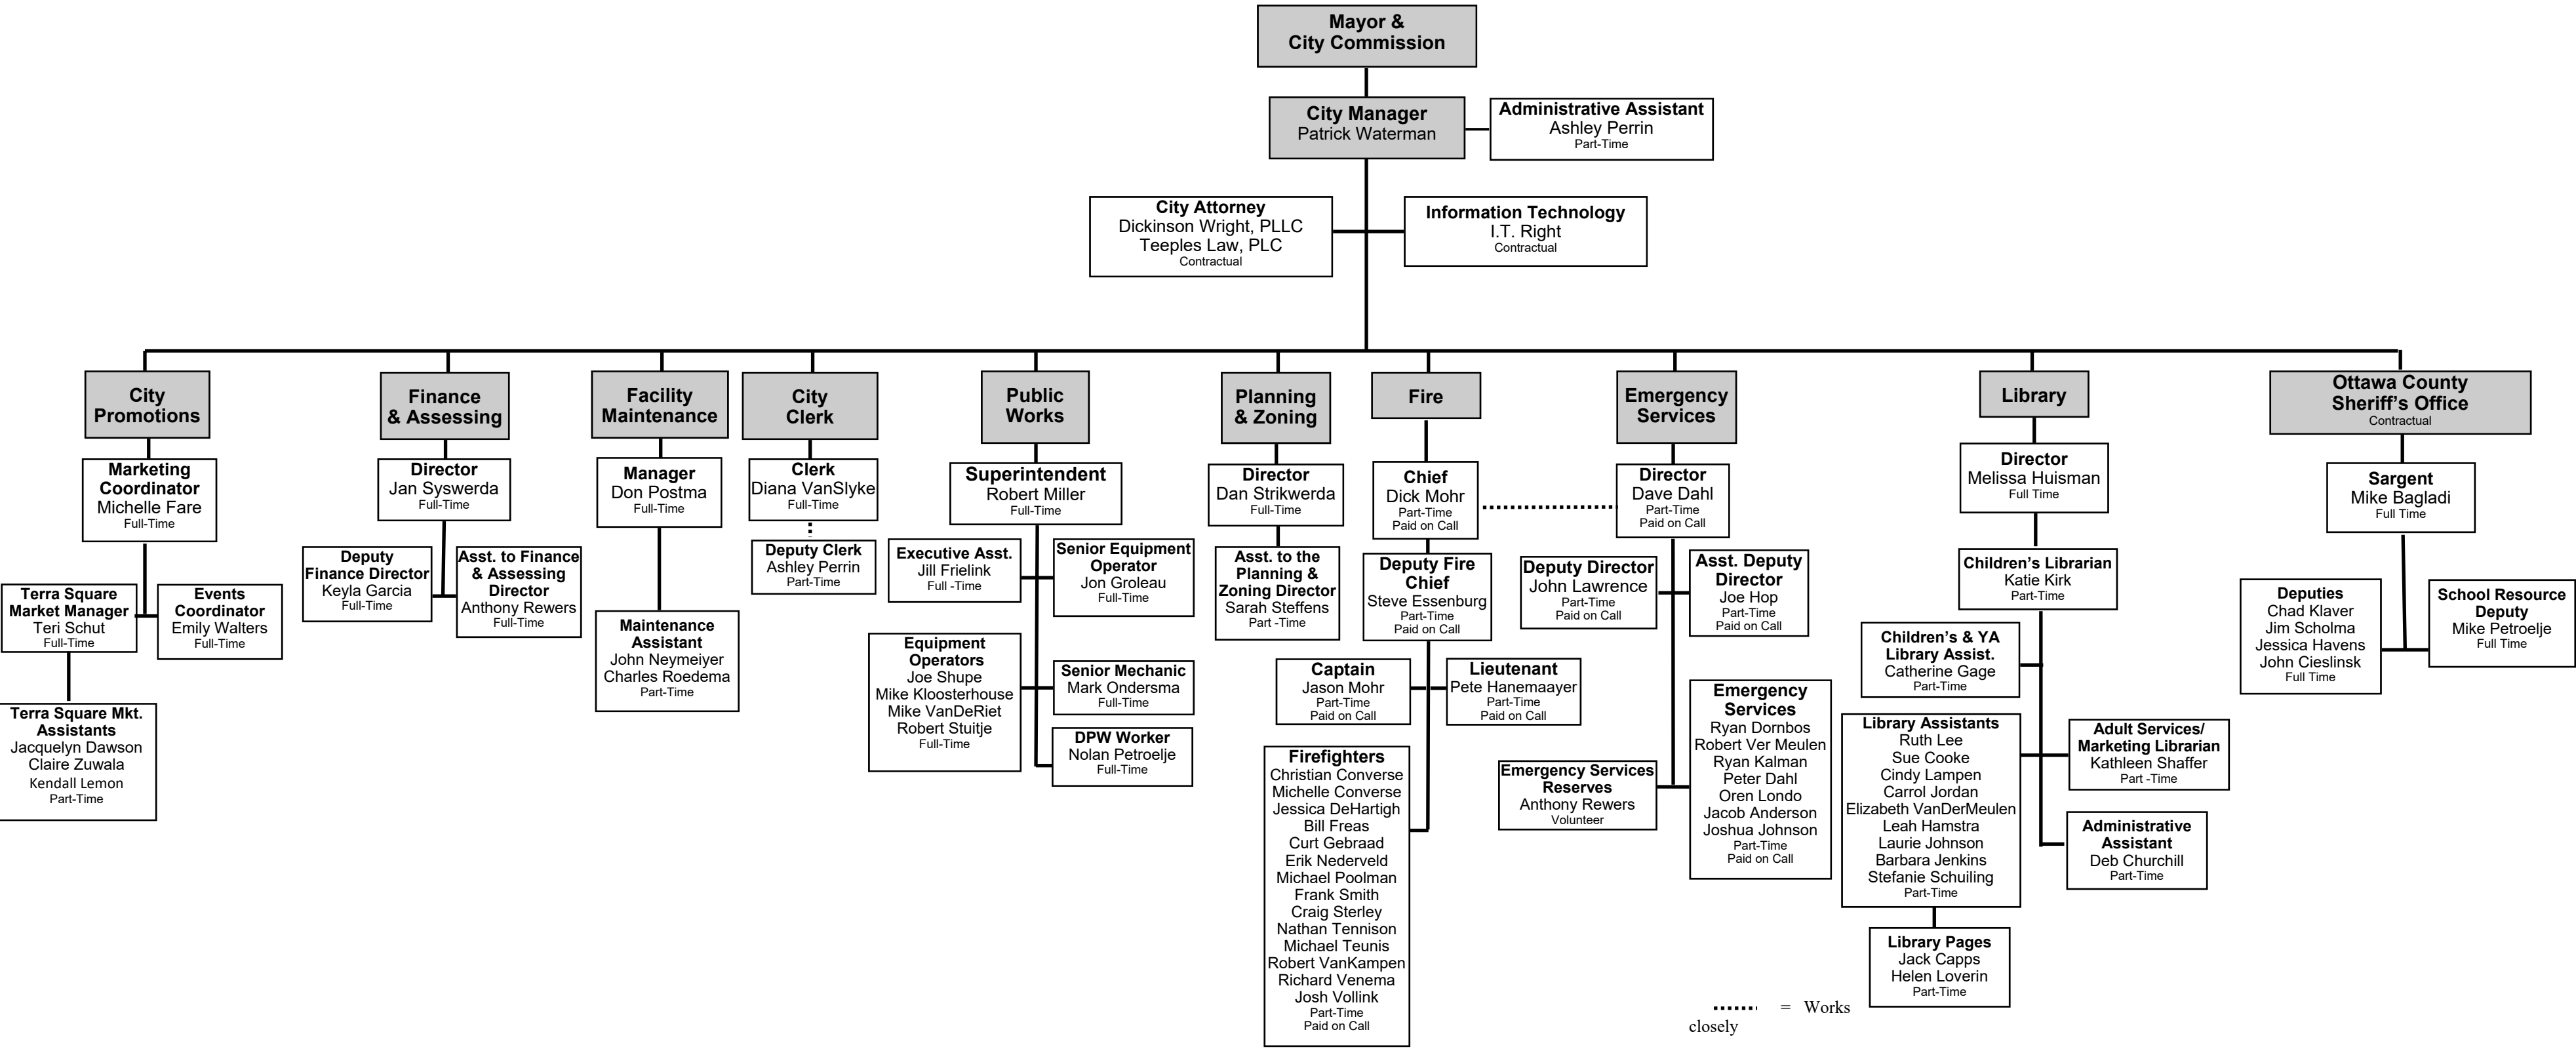 Mayor &
City Commission
City Manager
Patrick Waterman
Administrative Assistant
Ashley Perrin
Part-Time
City Attorney
Dickinson Wright, PLLC
Teeples Law, PLC
Contractual
Information Technology
I.T. Right
Contractual
City
Promotions
Marketing
Coordinator
Michelle Fare
Full-Time
Terra Square
Market Manager
Teri Schut
Full-Time
Events
Coordinator
Emily Walters
Full-Time
Terra Square Mkt.
Assistants
Jacquelyn Dawson
Claire Zuwala
Kendall Lemon
Part-Time
Finance
& Assessing
Director
Jan Syswerda
Full-Time
Deputy
Finance Director
Keyla Garcia
Full-Time
Asst. to Finance
& Assessing
Director
Anthony Rewers
Full-Time
Facility
Maintenance
Manager
Don Postma
Full-Time
Maintenance
Assistant
John Neymeiyer
Charles Roedema
Part-Time
City
Clerk
Clerk
Diana VanSlyke
Full-Time
Deputy Clerk
Ashley Perrin
Part-Time
Public
Works
Superintendent
Robert Miller
Full-Time
Executive Asst.
Jill Frielink
Full -Time
Senior Equipment
Operator
Jon Groleau
Full-Time
Equipment
Operators
Joe Shupe
Mike Kloosterhouse
Mike VanDeRiet
Robert Stuitje
Full-Time
Senior Mechanic
Mark Ondersma
Full-Time
DPW Worker
Nolan Petroelje
Full-Time
Planning
& Zoning
Director
Dan Strikwerda
Full-Time
Asst. to the
Planning &
Zoning Director
Sarah Steffens
Part -Time
Fire
Chief
Dick Mohr
Part-Time
Paid on Call
Deputy Fire
Chief
Steve Essenburg
Part-Time
Paid on Call
Captain
Jason Mohr
Part-Time
Paid on Call
Lieutenant
Pete Hanemaayer
Part-Time
Paid on Call
Firefighters
Christian Converse
Michelle Converse
Jessica DeHartigh
Bill Freas
Curt Gebraad
Erik Nederveld
Michael Poolman
Frank Smith
Craig Sterley
Nathan Tennison
Michael Teunis
Robert VanKampen
Richard Venema
Josh Vollink
Part-Time
Paid on Call
Emergency
Services
Director
Dave Dahl
Part-Time
Paid on Call
Deputy Director
John Lawrence
Part-Time
Paid on Call
Asst. Deputy
Director
Joe Hop
Part-Time
Paid on Call
Emergency Services
Reserves
Anthony Rewers
Volunteer
Emergency
Services
Ryan Dornbos
Robert Ver Meulen
Ryan Kalman
Peter Dahl
Oren Londo
Jacob Anderson
Joshua Johnson
Part-Time
Paid on Call
Library
Director
Melissa Huisman
Full Time
Children’s Librarian
Katie Kirk
Part-Time
Children’s & YA
Library Assist.
Catherine Gage
Part-Time
Library Assistants
Ruth Lee
Sue Cooke
Cindy Lampen
Carrol Jordan
Elizabeth VanDerMeulen
Leah Hamstra
Laurie Johnson
Barbara Jenkins
Stefanie Schuiling
Part-Time
Adult Services/
Marketing Librarian
Kathleen Shaffer
Part -Time
Administrative
Assistant
Deb Churchill
Part-Time
Library Pages
Jack Capps
Helen Loverin
Part-Time
Ottawa County
Sheriff’s Office
Contractual
Sargent
Mike Bagladi
Full Time
Deputies
Chad Klaver
Jim Scholma
Jessica Havens
John Cieslinsk
Full Time
School Resource
Deputy
Mike Petroelje
Full Time
= Works
closely